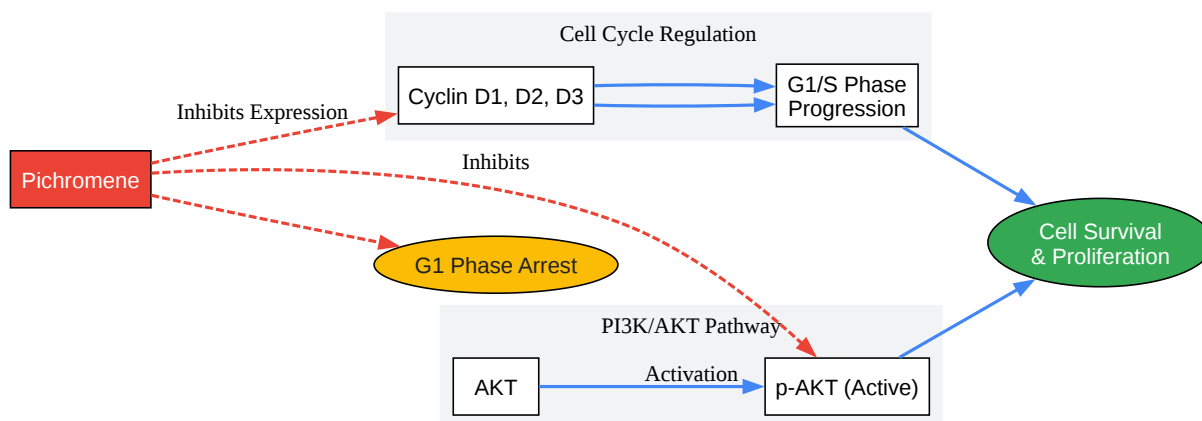 Cell Cycle Regulation
Cyclin D1, D2, D3
G1/S Phase
Progression
Inhibits Expression
Inhibits
Pichromene
Cell Survival
& Proliferation
G1 Phase Arrest
PI3K/AKT Pathway
Activation
AKT
p-AKT (Active)